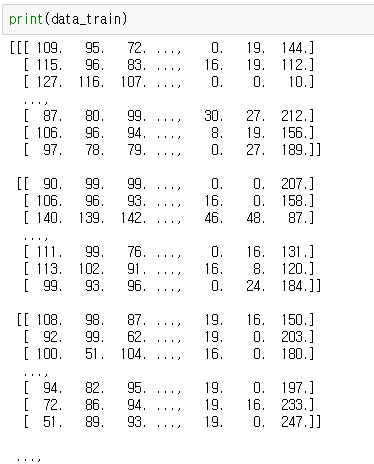 print(data_train)
[[[ 109. 95. 72. ..., 0. 19. 144.]
[ 115. 96. 83. ..., 16. 19. 112.]
[ 127. 116. 107. ..., 0. 0. 10.]
...,
[ 87. 80. 99. ..., 30. 27. 212.]
[ 106. 96. 94. ..., 8. 19. 156.]
[ 97. 78. 79. ..., 0. 27. 189.]]
[[ 90. 99. 99. ..., 0. 0. 207.]
[ 106. 96. 93. ..., 16. 0. 158.]
[ 140. 139. 142. ..., 46. 48. 87.]
...,
[ 111. 99. 76. ..., 0. 16. 131.]
[ 113. 102. 91. ..., 16. 8. 120.]
[ 99. 93. 96. ..., 0. 24. 184.]]
[[ 108. 98. 87. ..., 19. 16. 150.]
[ 92. 99. 62. ..., 19. 0. 203.]
[ 100. 51. 104. ..., 16. 0. 180.]
...,
[ 94. 82. 95. ..., 19. 0. 197.]
[ 72. 86. 94. ..., 19. 16. 233.]
[ 51. 89. 93. ..., 19. 0. 247.]]
...,